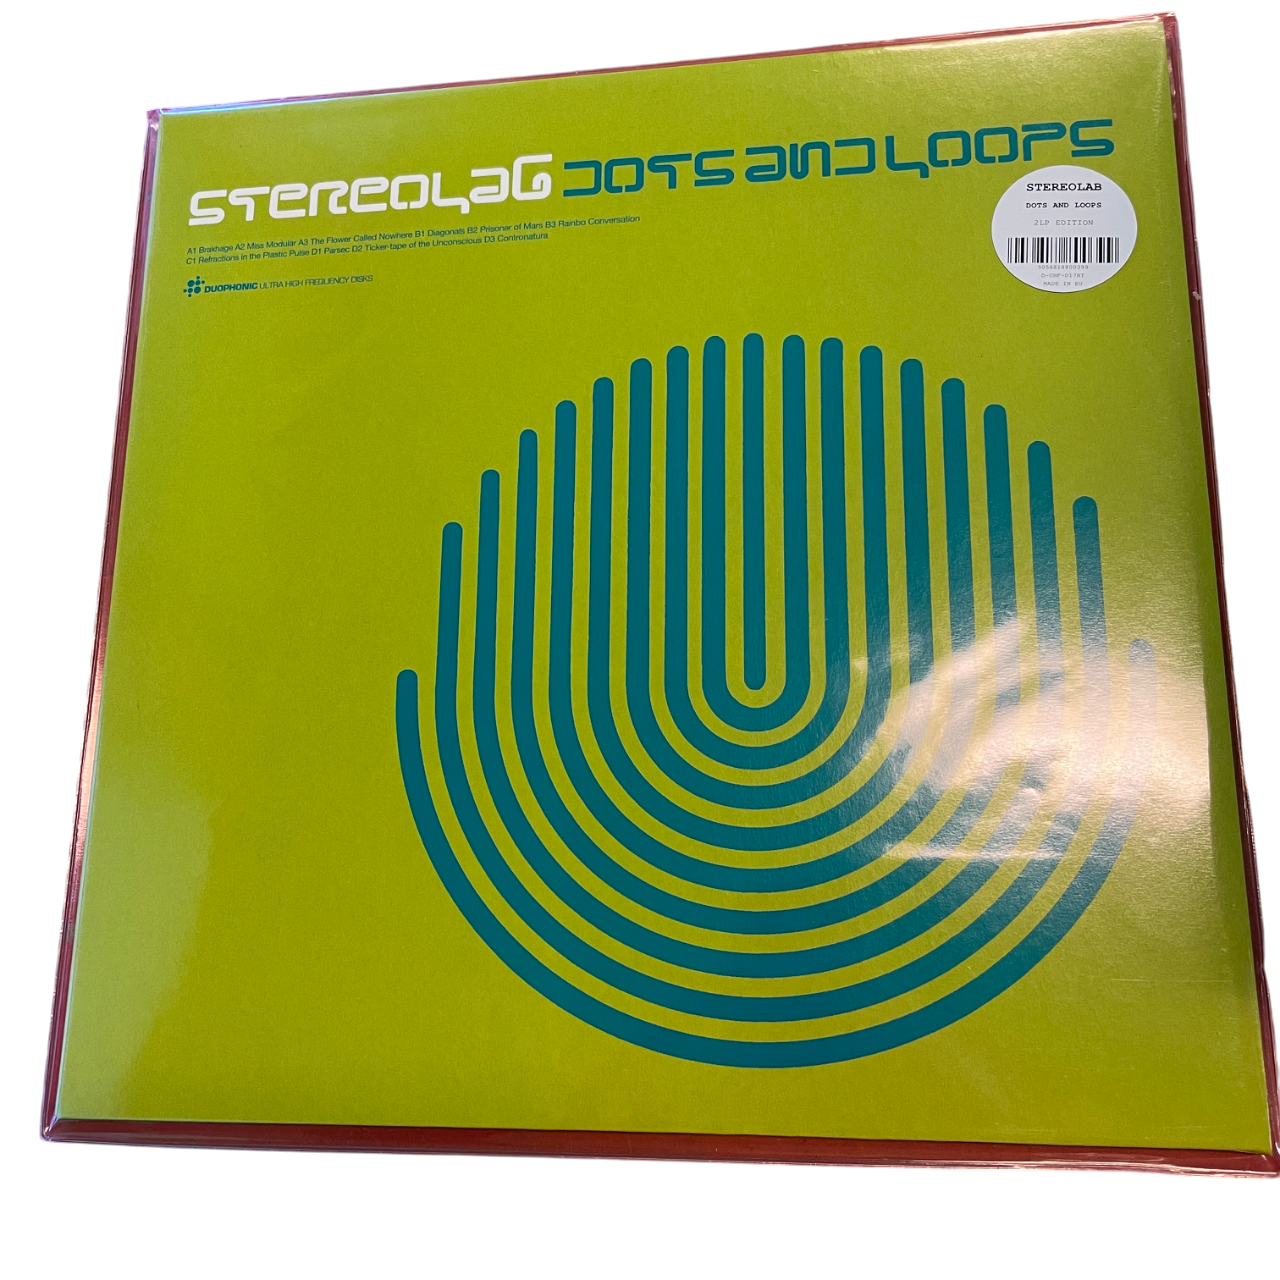 STEREOLAB DOTS AND LOOPS
A1 Brakhage A2 Miss Modular A3 The Flower Called Nowhere B1 Diagonals B2 Prisoner of Mars B3 Rainbo Conversation
C1 Refractions in the Plastic Pulse D1 Parsec D2 Ticker-tape of the Unconscious D3 Contronatura
DUOPHONIC ULTRA HIGH FREQUENCY DISKS
STEREOLAB
DOTS AND LOOPS
2LP EDITION
D-UHF-D17RT
MADE IN EU